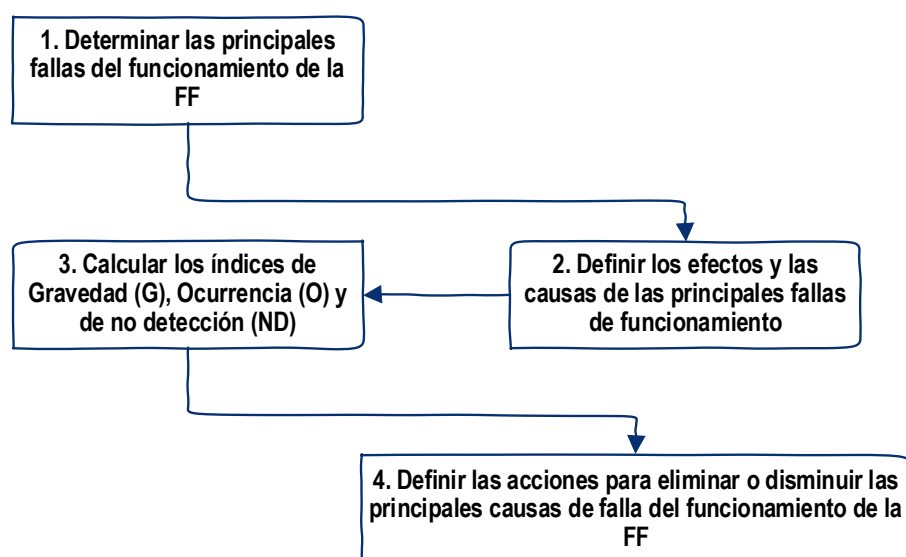 1. Determinar las principales
fallas del funcionamiento de la
FF
2. Definir los efectos y las
causas de las principales fallas
de funcionamiento
3. Calcular los índices de
Gravedad (G), Ocurrencia (O) y
de no detección (ND)
4. Definir las acciones para eliminar o disminuir las
principales causas de falla del funcionamiento de la
FF